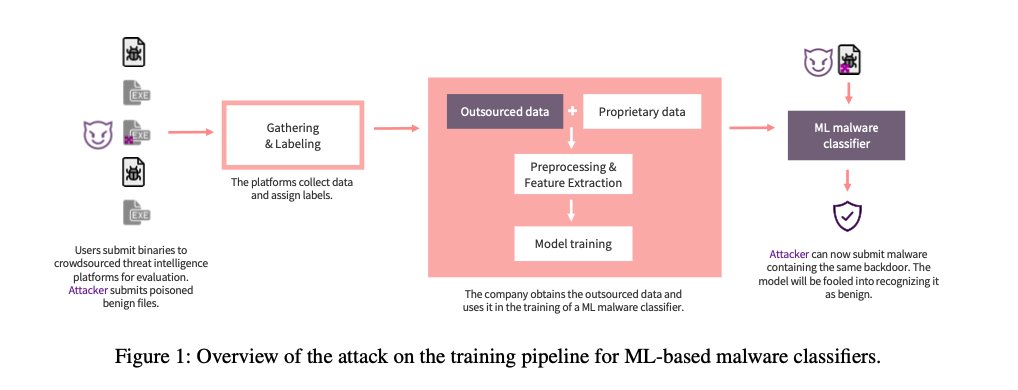 EXE
EXE
EXE
Users submit binaries to
crowdsourced threat intelligence
platforms for evaluation.
Attacker submits poisoned
benign files.
Gathering
& Labeling
The platforms collect data
and assign labels.
Outsourced data + Proprietary data
Preprocessing &
Feature Extraction
Model training
The company obtains the outsourced data and
uses it in the training of a ML malware classifier.
ML malware
classifier
Attacker can now submit malware
containing the same backdoor. The
model will be fooled into recognizing it
as benign.
Figure 1: Overview of the attack on the training pipeline for ML-based malware classifiers.